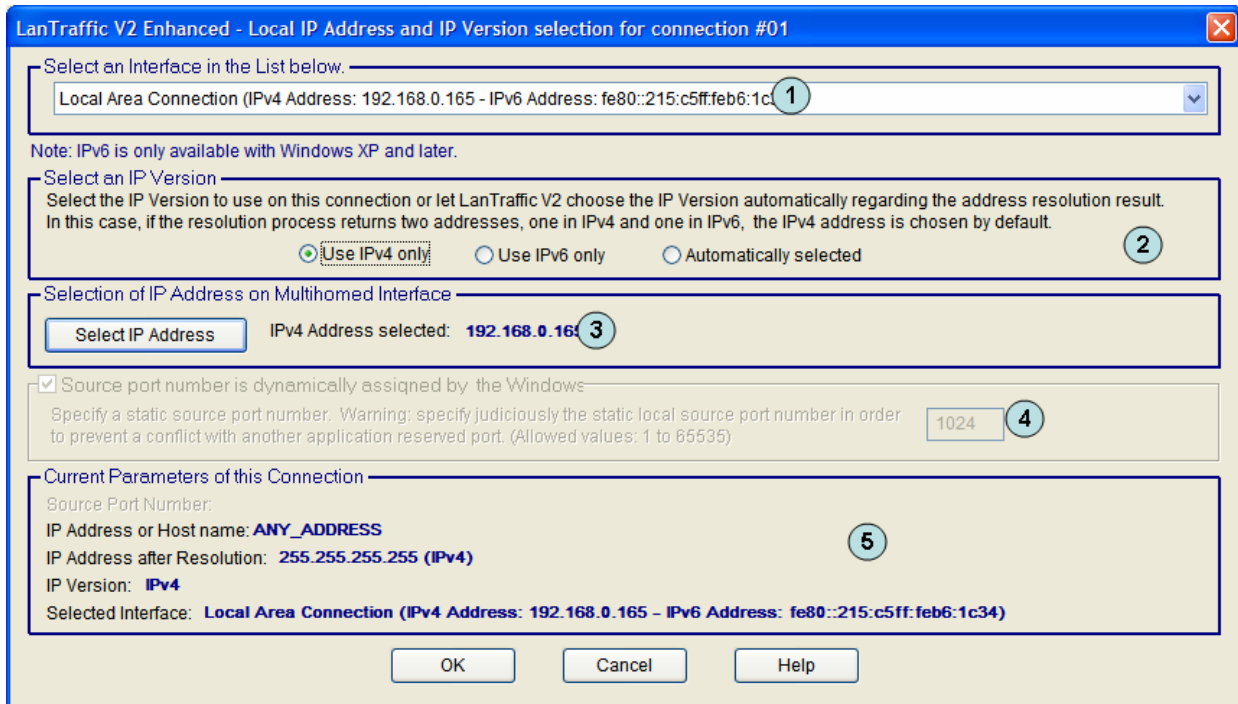 LanTraffic V2 Enhanced - Local IP Address and IP Version selection for connection #01
Select an Interface in the List below.
Local Area Connection (IPv4 Address: 192.168.0.165 - IPv6 Address: fe80::215:c5ff:feb6:1c3
1
Note: IPv6 is only available with Windows XP and later.
Select an IP Version
Select the IP Version to use on this connection or let LanTraffic V2 choose the IP Version automatically regarding the address resolution result.
In this case, if the resolution process returns two addresses, one in IPv4 and one in IPv6, the IPv4 address is chosen by default.
Use IPv4 only Use IPv6 only Automatically selected
2
Selection of IP Address on Multihomed Interface
Select IP Address IPv4 Address selected: 192.168.0.165
3
Source port number is dynamically assigned by the Windows
Specify a static source port number. Warning: specify judiciously the static local source port number in order
to prevent a conflict with another application reserved port. (Allowed values: 1 to 65535)
1024
4
Current Parameters of this Connection
Source Port Number:
IP Address or Host name: ANY_ADDRESS
IP Address after Resolution: 255.255.255.255 (IPv4)
5
IP Version: IPv4
Selected Interface: Local Area Connection (IPv4 Address: 192.168.0.165 - IPv6 Address: fe80::215:c5ff:feb6:1c34)
OK Cancel Help